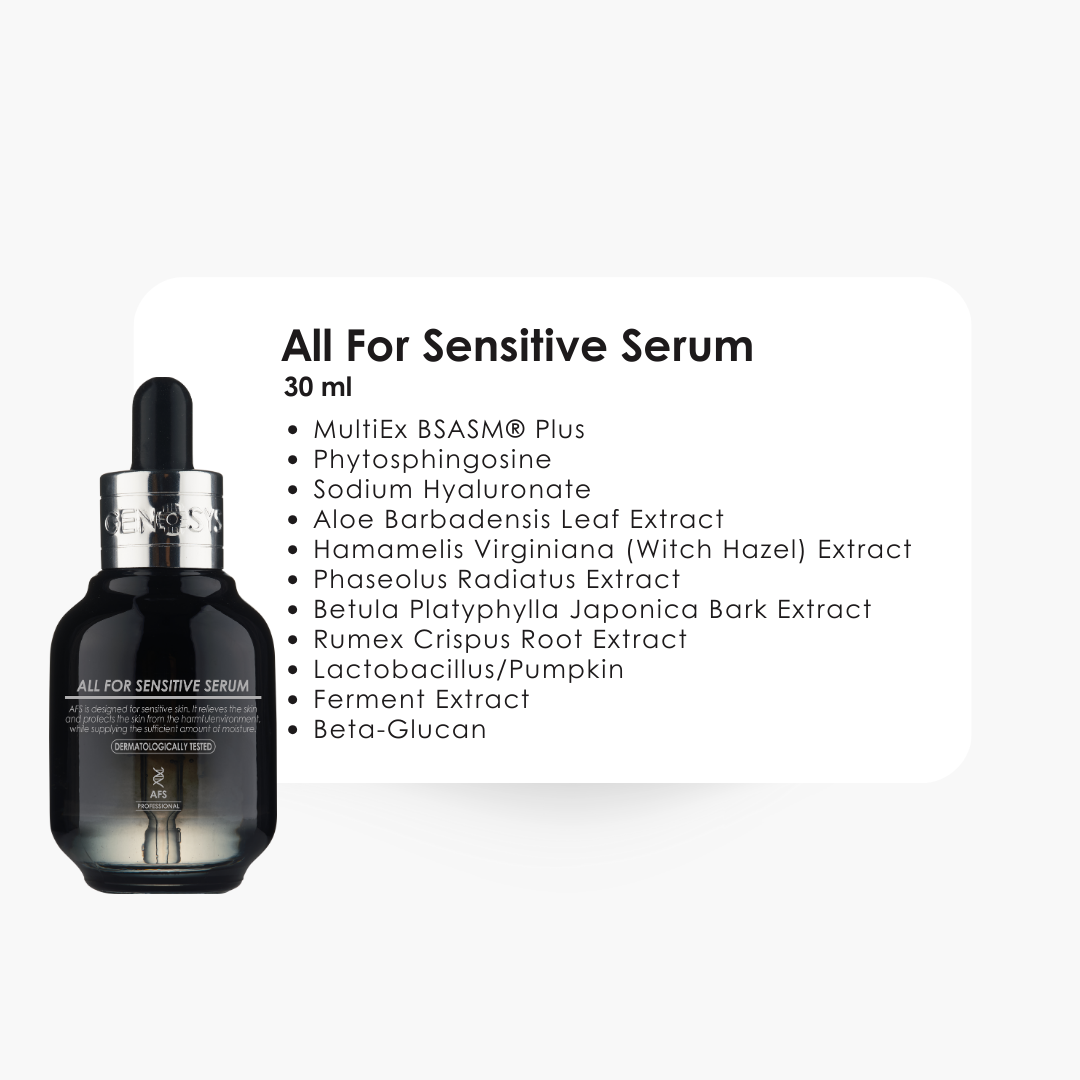 All For Sensitive Serum
30 ml
• MultiEx BSASM® Plus
• Phytosphingosine
• Sodium Hyaluronate
• Aloe Barbadensis Leaf Extract
• Hamamelis Virginiana (Witch Hazel) Extract
• Phaseolus Radiatus Extract
• Betula Platyphylla Japonica Bark Extract
• Rumex Crispus Root Extract
• Lactobacillus/Pumpkin
• Ferment Extract
• Beta-Glucan
GENOSYS
ALL FOR SENSITIVE SERUM
AFS is designed for sensitive skin. It relieves the skin
and protects the skin from the harmful environment,
while supplying the sufficient amount of moisture.
DERMATOLOGICALLY TESTED
AFS
PROFESSIONAL